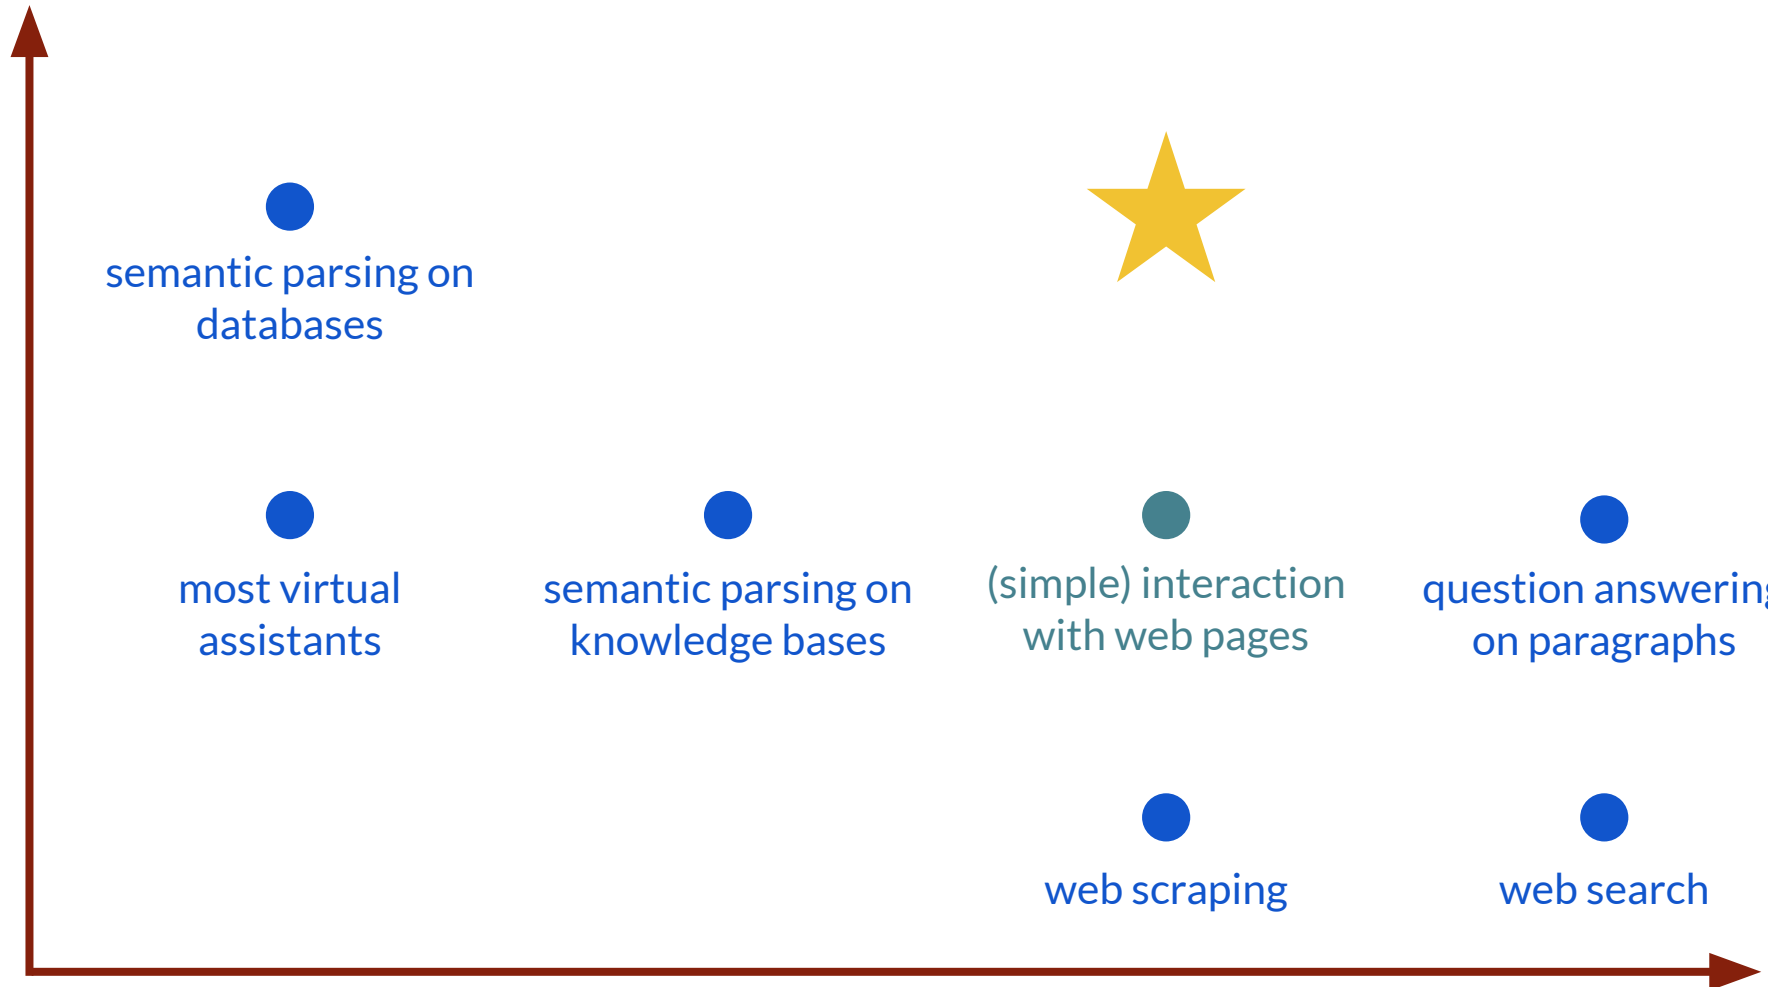 semantic parsing on
databases
most virtual
assistants
semantic parsing on
knowledge bases
(simple) interaction
with web pages
question answering
on paragraphs
web scraping
web search